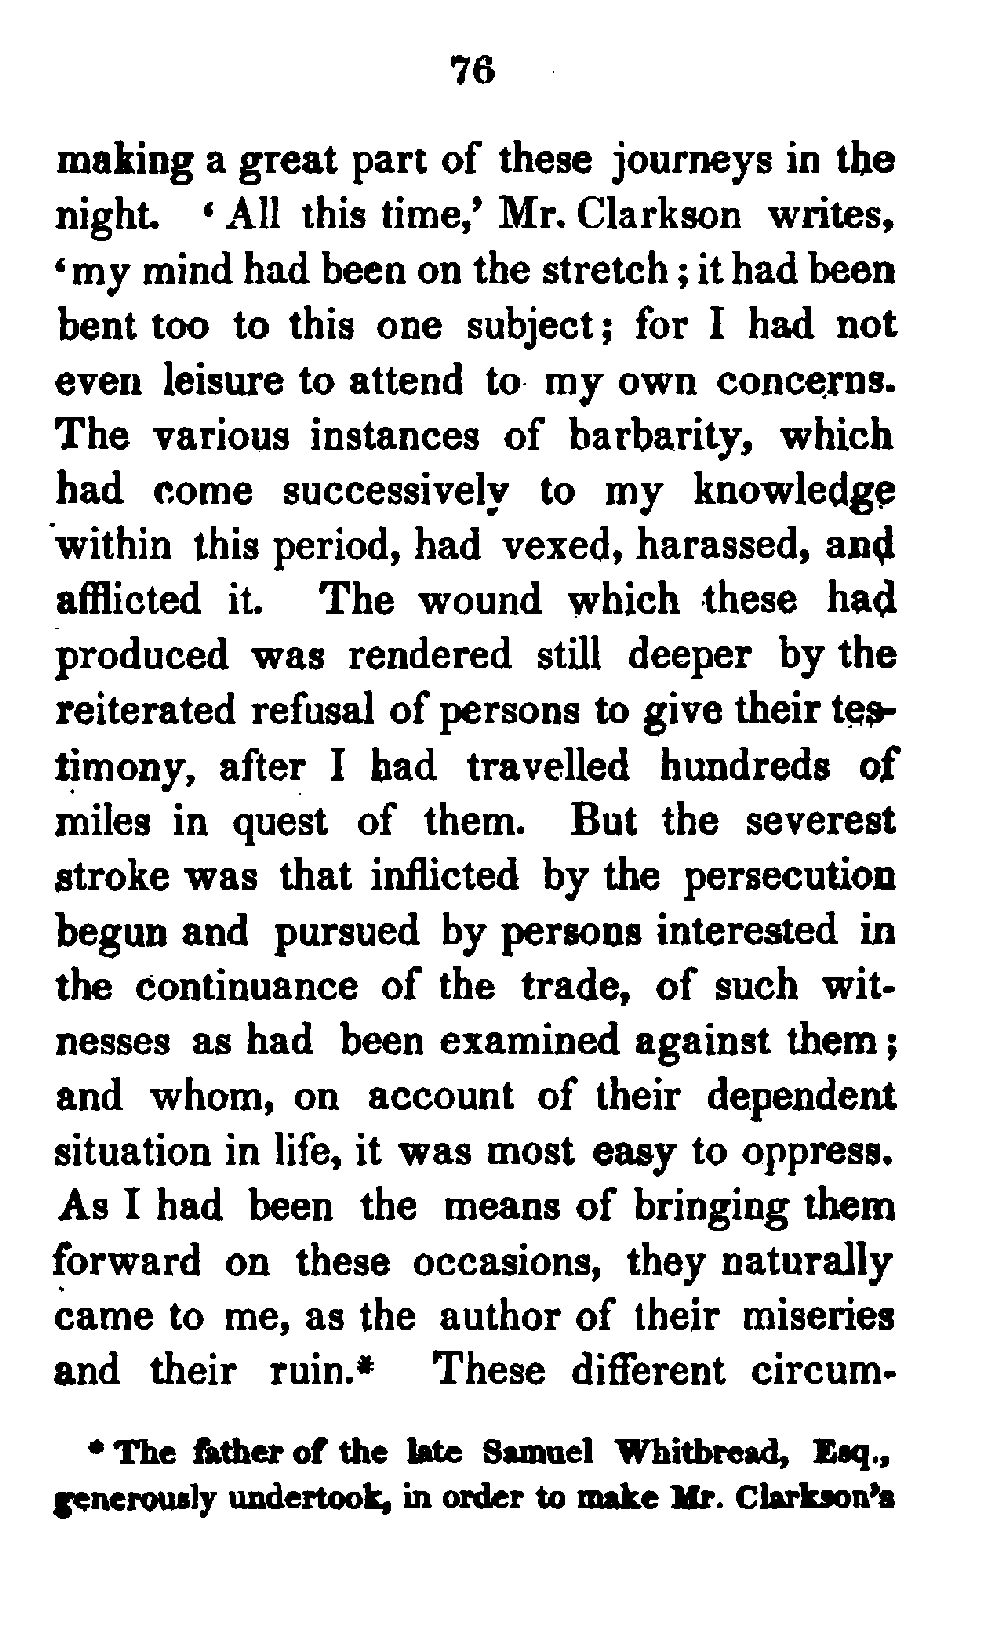 76
making a great part of these journeys in the
night. ‘ All this time,’ Mr. Clarkson writes,
‘my mind had been on the stretch ; it had been
bent too to this one subject; for I had not
even leisure to attend to my own concerns.
The various instances of barbarity, which
had come successively to my knowledge
within this period, had vexed, harassed, and
afflicted it. The wound which these had
produced was rendered still deeper by the
reiterated refusal of persons to give their tes-
timony, after I had travelled hundreds of
miles in quest of them. But the severest
stroke was that inflicted by the persecution
begun and pursued by persons interested in
the continuance of the trade, of such wit-
nesses as had been examined against them ;
and whom, on account of their dependent
situation in life, it was most easy to oppress.
As I had been the means of bringing them
forward on these occasions, they naturally
came to me, as the author of their miseries
and their ruin.* These different circum-
* The father of the late Samuel Whitbread, Esq.,
generously undertook, in order to make Mr. Clarkson’s